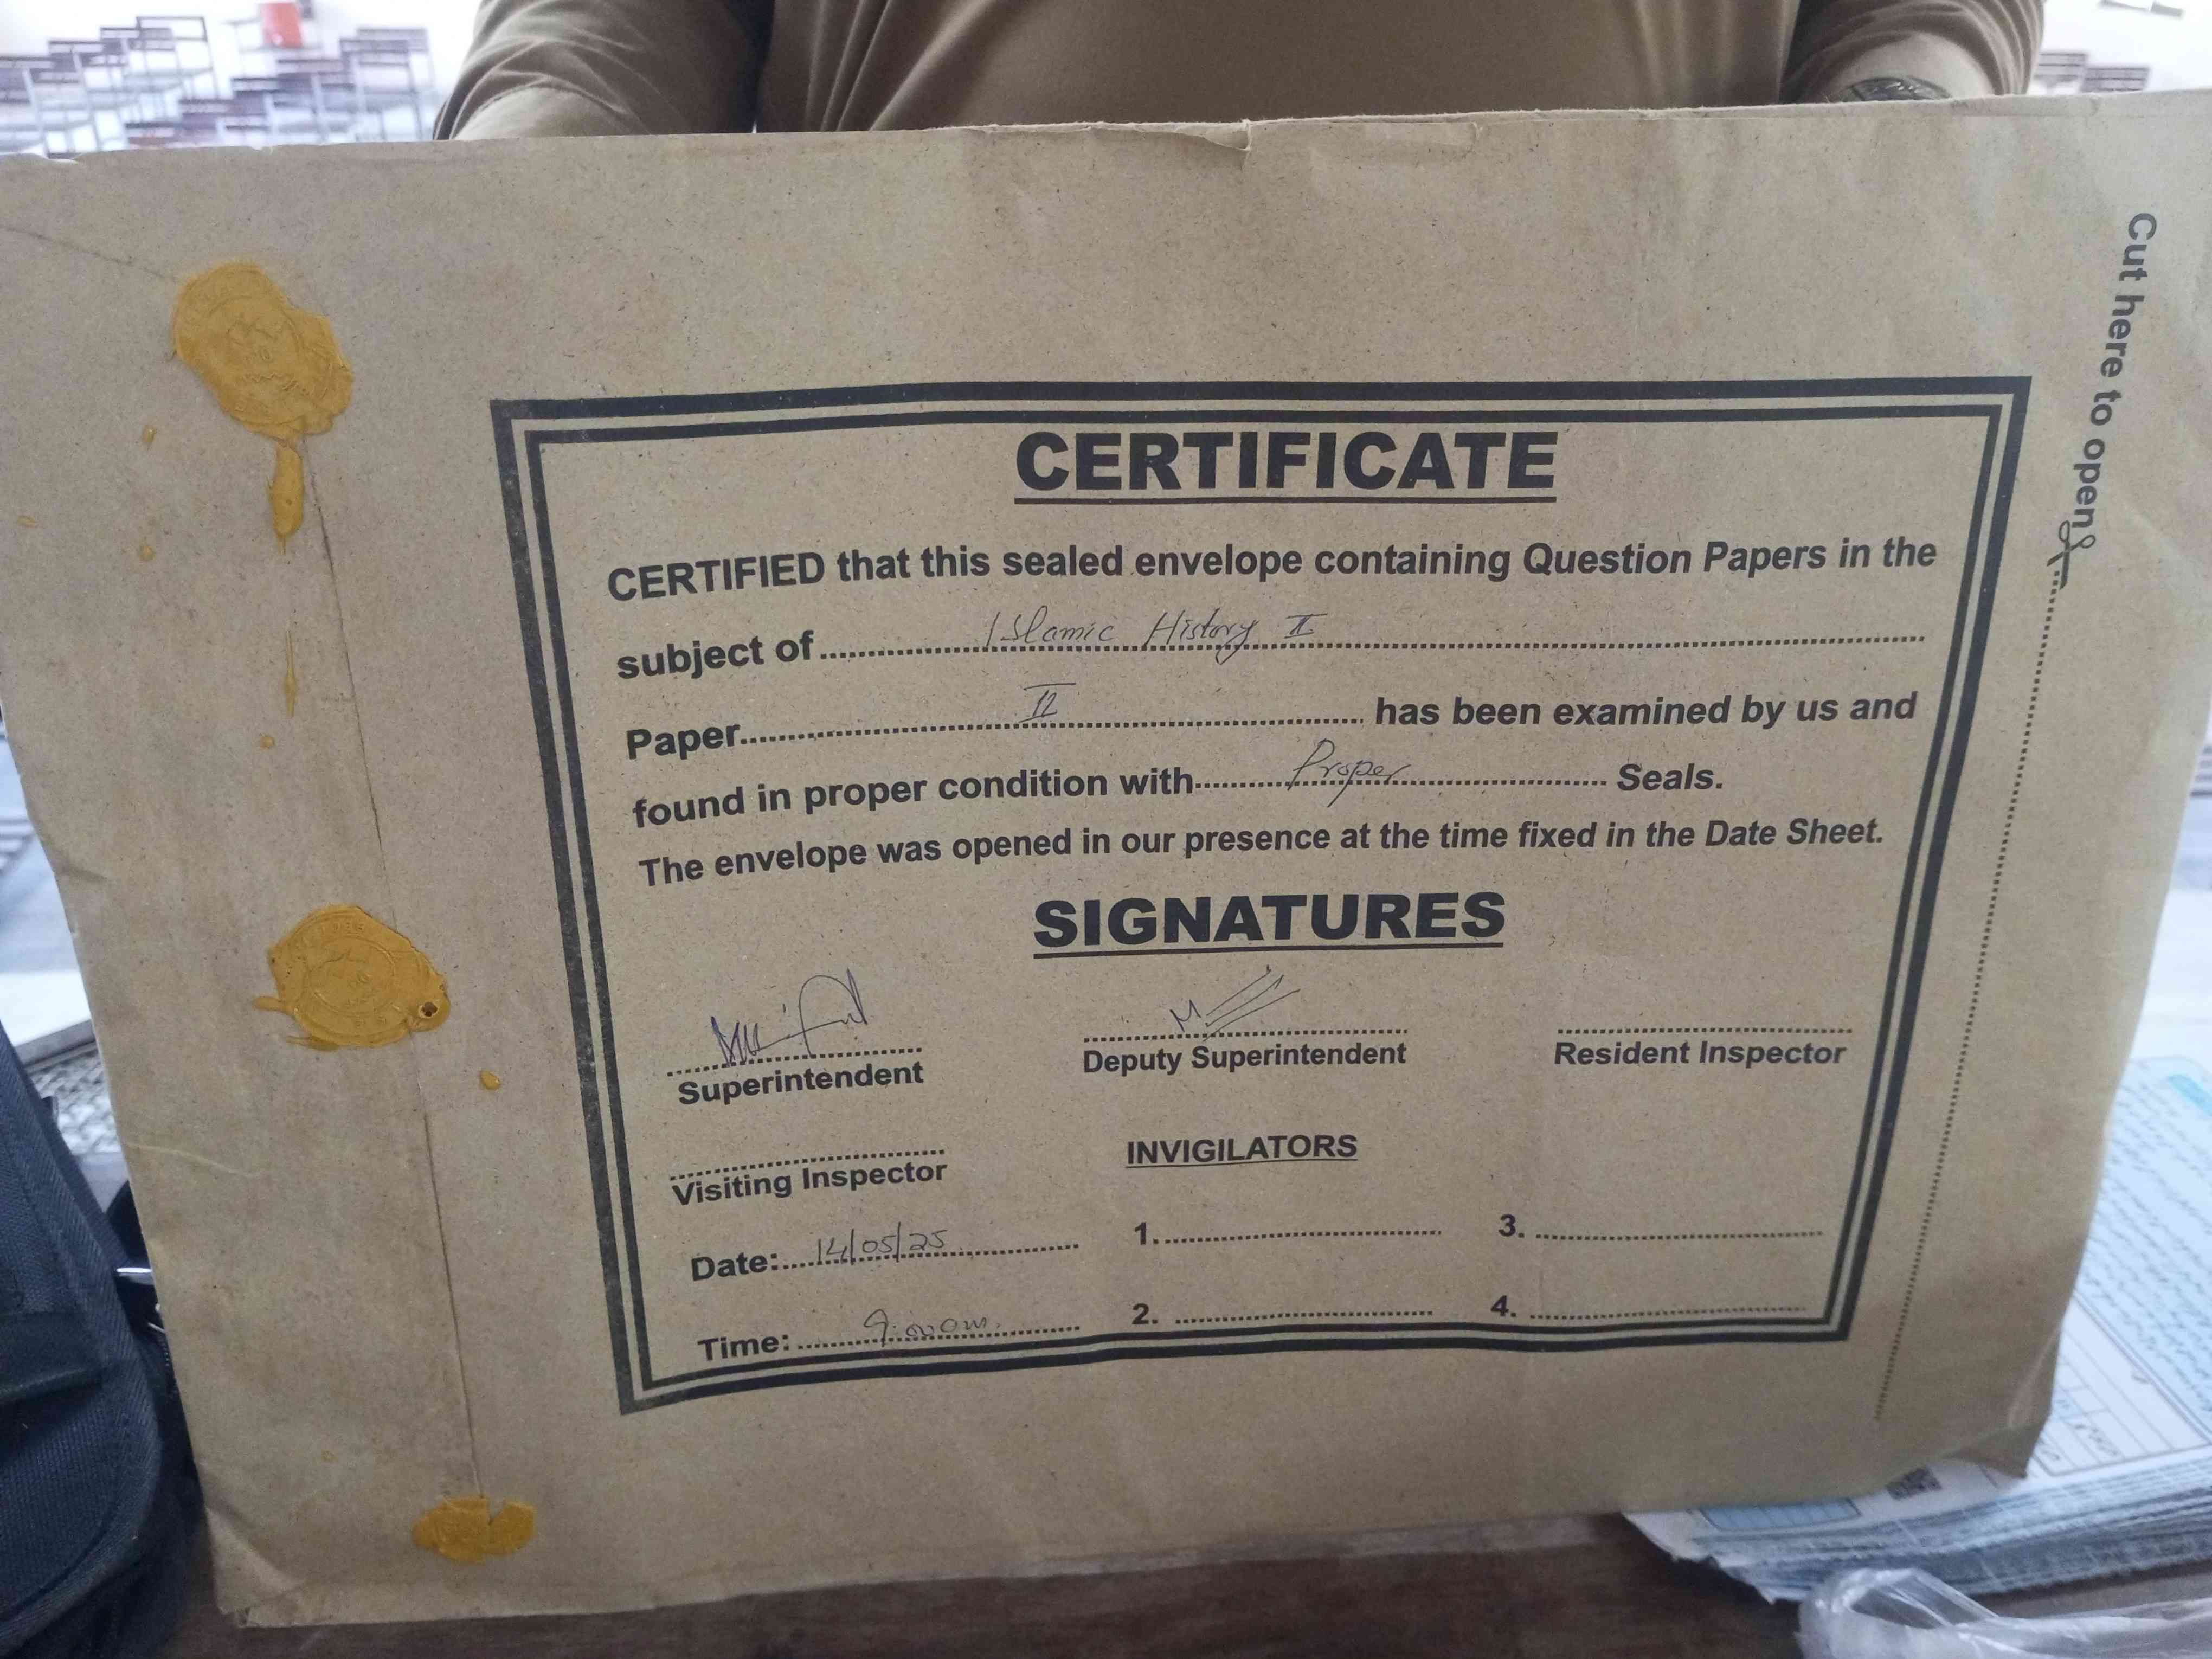 Cut here to open
CERTIFICATE
CERTIFIED that this sealed envelope containing Question Papers in the
subject of Islamic History II
Paper II has been examined by us and
found in proper condition with Proper Seals.
The envelope was opened in our presence at the time fixed in the Date Sheet.
SIGNATURES
Superintendent
Deputy Superintendent
Resident Inspector
Visiting Inspector
INVIGILATORS
Date: 14/05/25
1.
3.
Time: 9:00am.
2.
4.